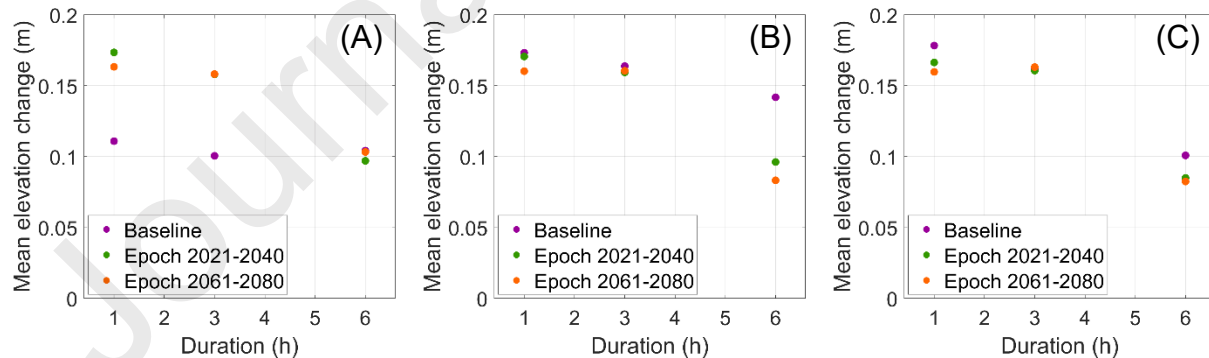 0.2
0.15
0.1
0.05
0
Mean elevation change (m)
(A)
Baseline
Epoch 2021-2040
Epoch 2061-2080
1 2 3 4 5 6
Duration (h)
0.2
0.15
0.1
0.05
0
Mean elevation change (m)
(B)
Baseline
Epoch 2021-2040
Epoch 2061-2080
1 2 3 4 5 6
Duration (h)
0.2
0.15
0.1
0.05
0
Mean elevation change (m)
(C)
Baseline
Epoch 2021-2040
Epoch 2061-2080
1 2 3 4 5 6
Duration (h)
Journa